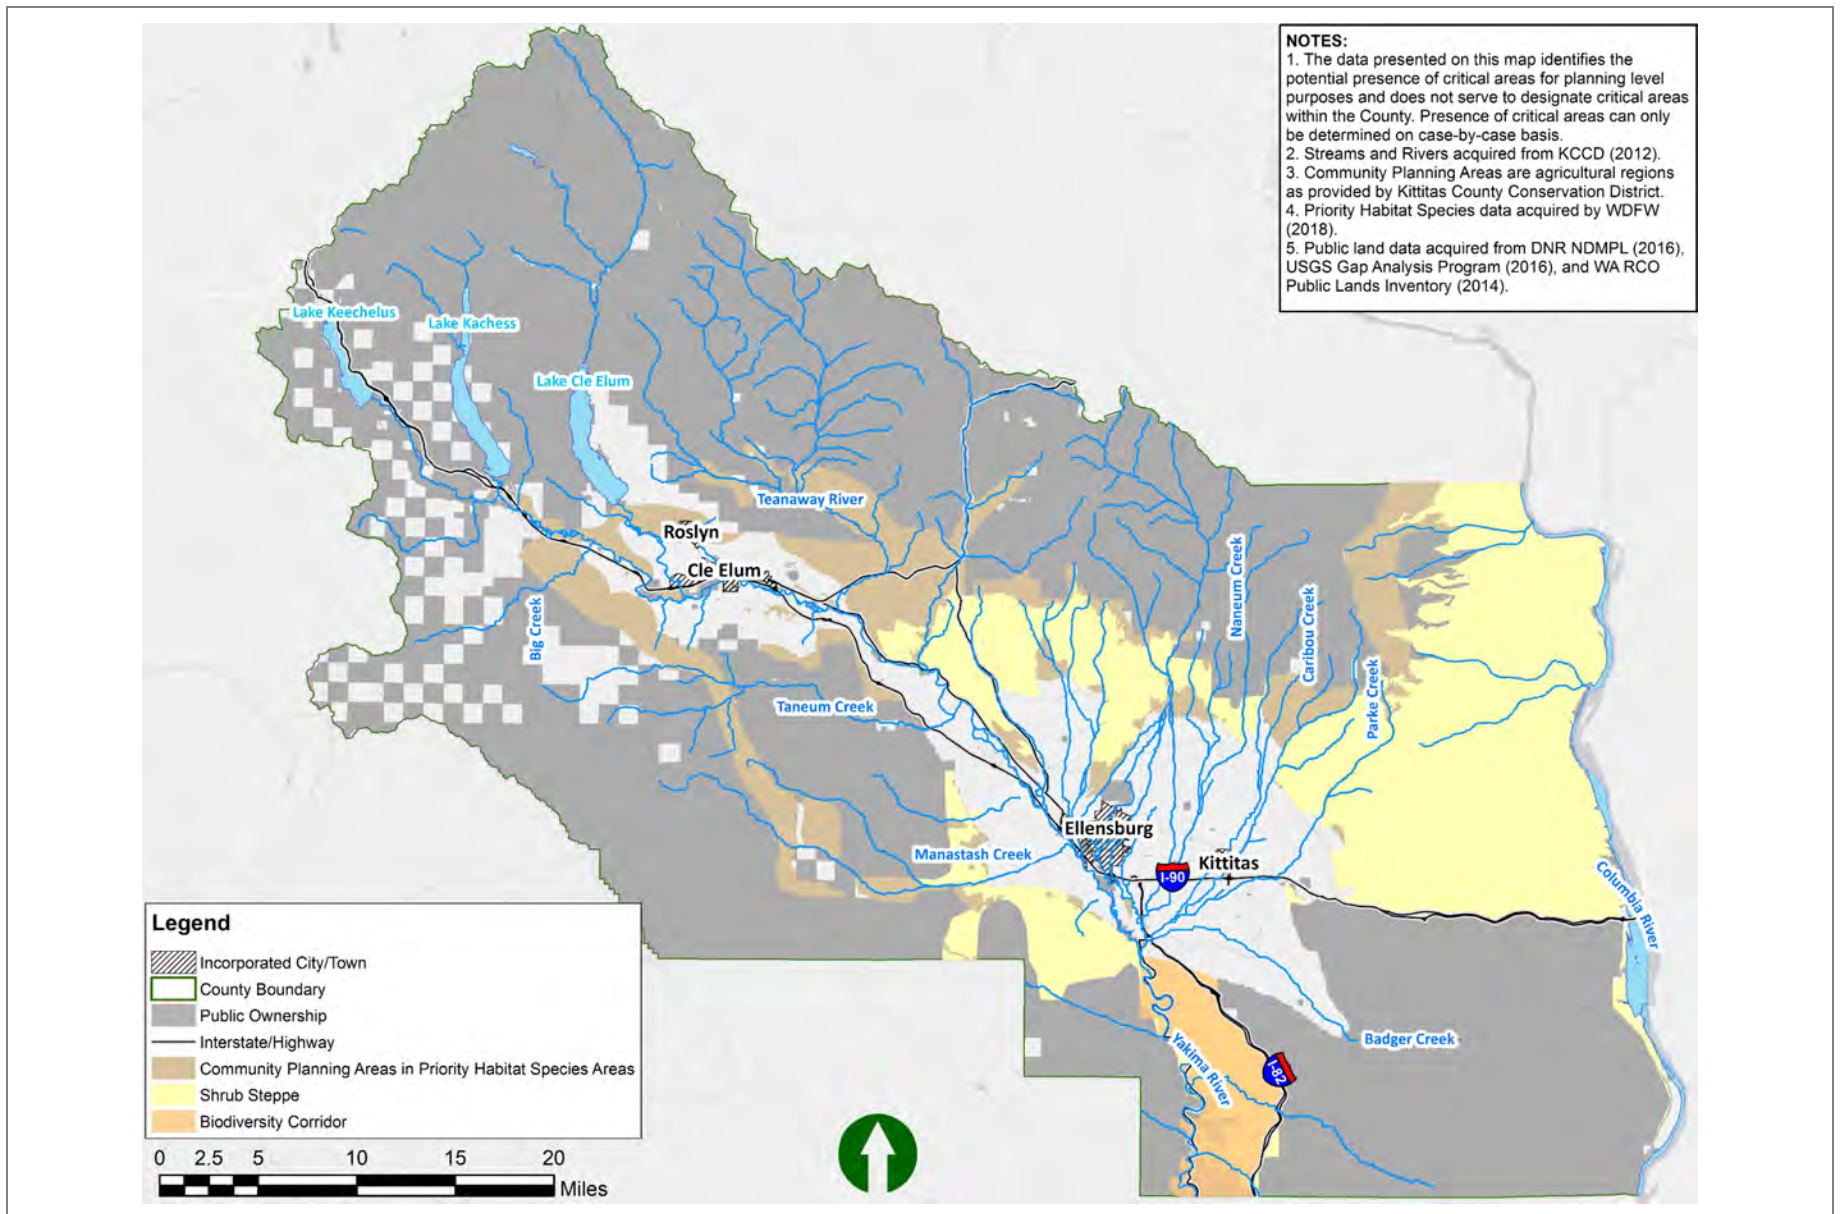 NOTES:
1. The data presented on this map identifies the
potential presence of critical areas for planning level
purposes and does not serve to designate critical areas
within the County. Presence of critical areas can only
be determined on case-by-case basis.
2. Streams and Rivers acquired from KCCD (2012).
3. Community Planning Areas are agricultural regions
as provided by Kittitas County Conservation District.
4. Priority Habitat Species data acquired by WDFW
(2018).
5. Public land data acquired from DNR NDMPL (2016),
USGS Gap Analysis Program (2016), and WA RCO
Public Lands Inventory (2014).
Lake Keechelus
Lake Kachess
Lake Cle Elum
Teanaway River
Roslyn
Cle Elum
Big Creek
Naneum Creek
Caribou Creek
Parke Creek
Taneum Creek
Ellensburg
Manastash Creek
Kittitas
I-90
Columbia River
Badger Creek
Yakima River
I-82
Legend
Incorporated City/Town
County Boundary
Public Ownership
Interstate/Highway
Community Planning Areas in Priority Habitat Species Areas
Shrub Steppe
Biodiversity Corridor
0 2.5 5 10 15 20
Miles